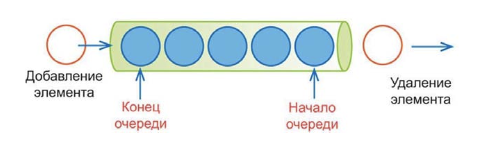 Добавление
элемента
Конец
очереди
Начало
очереди
Удаление
элемента